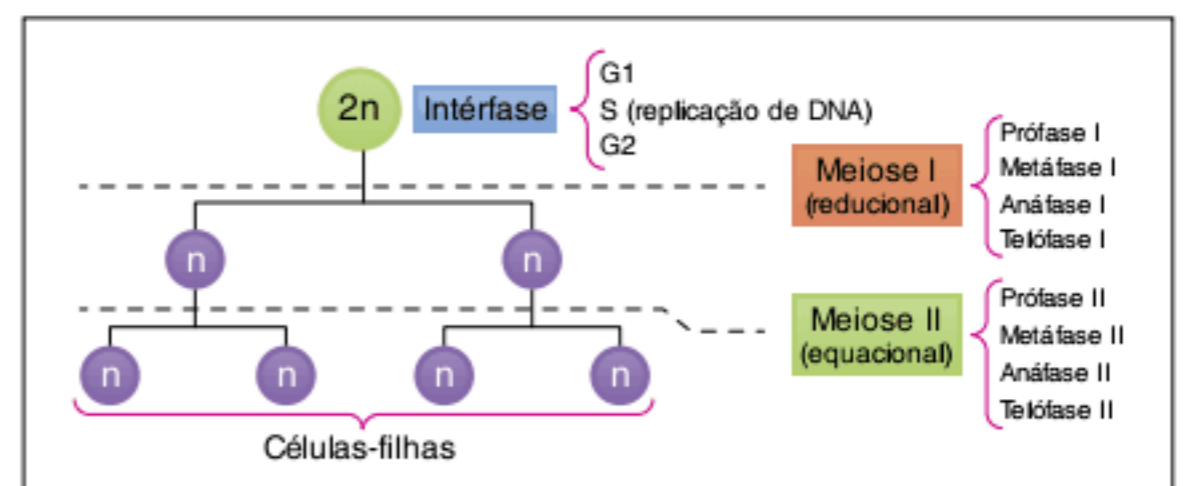 2n
Intérfase
G1
S (replicação de DNA)
G2
Meiose I
(reducional)
Prófase I
Metáfase I
Anáfase I
Telófase I
n
n
Meiose II
(equacional)
Prófase II
Metáfase II
Anáfase II
Telófase II
n
n
n
n
Células-filhas